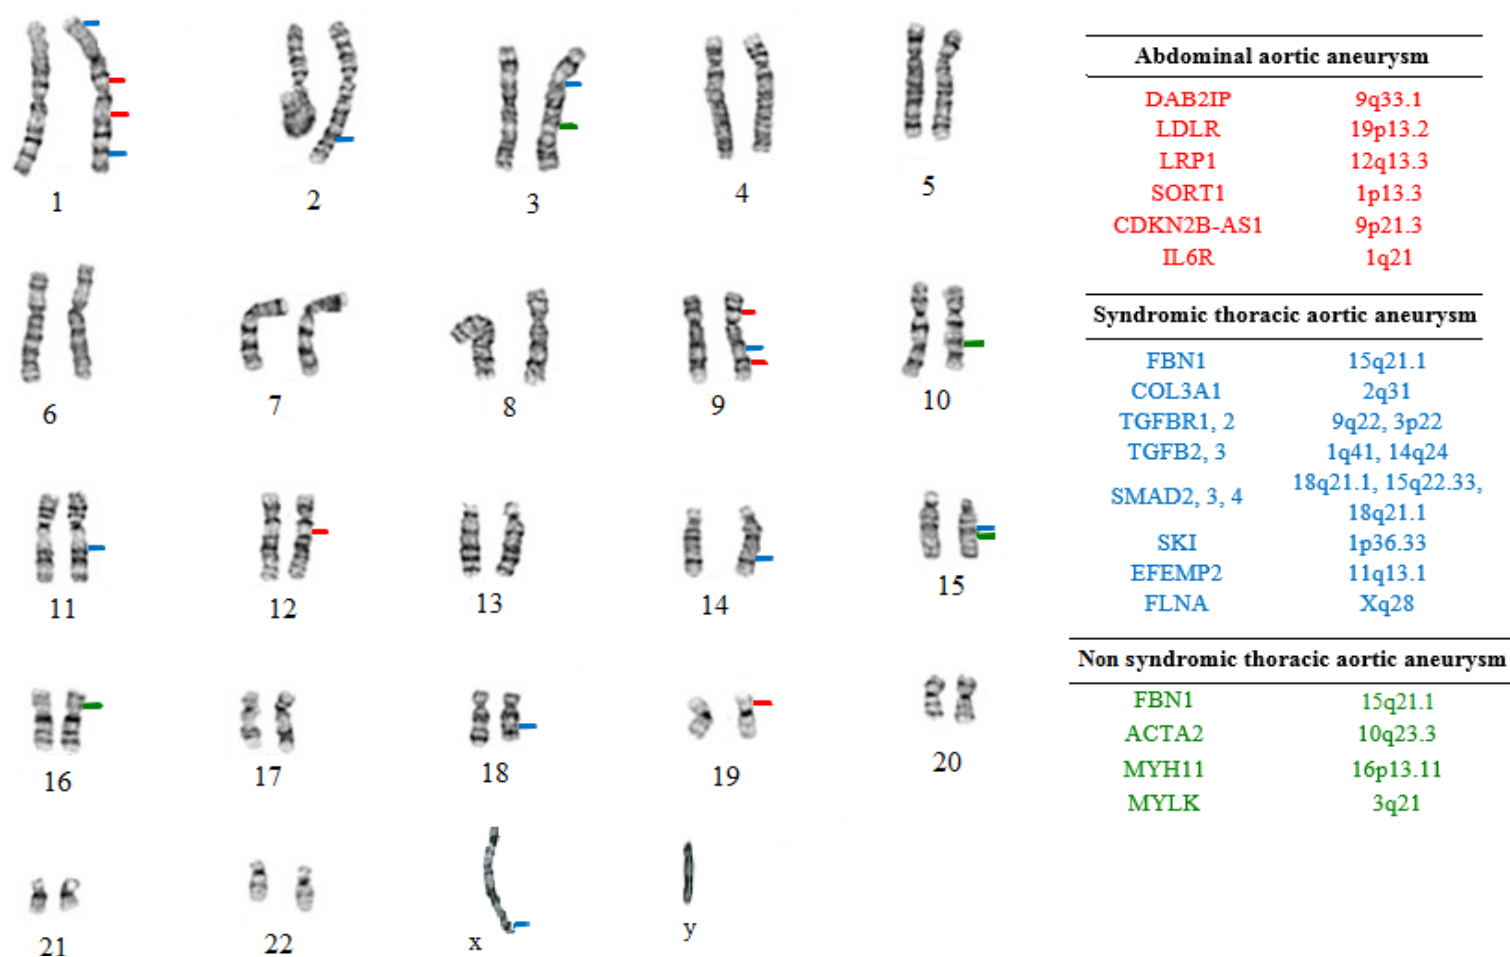 1 2 3 4 5
6 7 8 9 10
11 12 13 14 15
16 17 18 19 20
21 22 x y
Abdominal aortic aneurysm
DAB2IP 9q33.1
LDLR 19p13.2
LRP1 12q13.3
SORT1 1p13.3
CDKN2B-AS1 9p21.3
IL6R 1q21
Syndromic thoracic aortic aneurysm
FBN1 15q21.1
COL3A1 2q31
TGFBR1, 2 9q22, 3p22
TGFB2, 3 1q41, 14q24
SMAD2, 3, 4 18q21.1, 15q22.33,
18q21.1
SKI 1p36.33
EFEMP2 11q13.1
FLNA Xq28
Non syndromic thoracic aortic aneurysm
FBN1 15q21.1
ACTA2 10q23.3
MYH11 16p13.11
MYLK 3q21